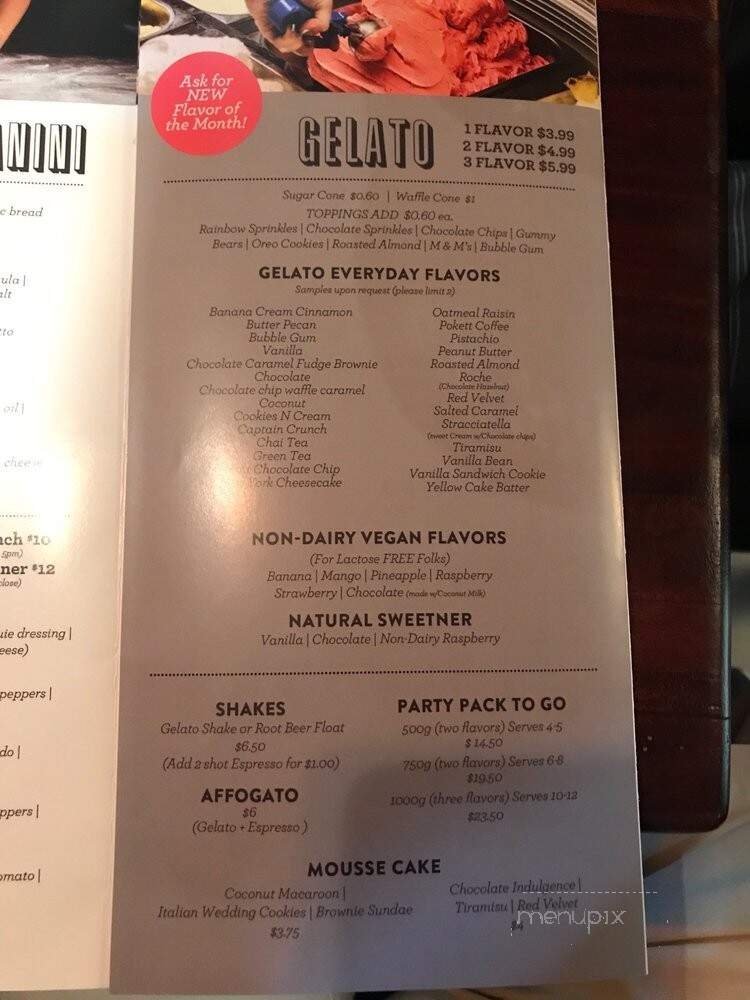 NINI
c bread
ula |
alt
tto
oil |
cheese
ch $10
5pm)
ner $12
close)
uie dressing |
eese)
peppers |
do |
ppers |
omato |
Ask for
NEW
Flavor of
the Month!
GELATO
1 FLAVOR $3.99
2 FLAVOR $4.99
3 FLAVOR $5.99
Sugar Cone $0.60 | Waffle Cone $1
TOPPINGS ADD $0.60 ea.
Rainbow Sprinkles | Chocolate Sprinkles | Chocolate Chips | Gummy
Bears | Oreo Cookies | Roasted Almond | M & M's | Bubble Gum
GELATO EVERYDAY FLAVORS
Samples upon request (please limit 2)
Banana Cream Cinnamon
Butter Pecan
Bubble Gum
Vanilla
Chocolate Caramel Fudge Brownie
Chocolate
Chocolate chip waffle caramel
Coconut
Cookies N Cream
Captain Crunch
Chai Tea
Green Tea
Chocolate Chip
York Cheesecake
Oatmeal Raisin
Pokett Coffee
Pistachio
Peanut Butter
Roasted Almond
Roche
(Chocolate Hazelnut)
Red Velvet
Salted Caramel
Stracciatella
(sweet Cream w/Chocolate chips)
Tiramisu
Vanilla Bean
Vanilla Sandwich Cookie
Yellow Cake Batter
NON-DAIRY VEGAN FLAVORS
(For Lactose FREE Folks)
Banana | Mango | Pineapple | Raspberry
Strawberry | Chocolate (made w/Coconut Milk)
NATURAL SWEETNER
Vanilla | Chocolate | Non-Dairy Raspberry
SHAKES
Gelato Shake or Root Beer Float
$6.50
(Add 2 shot Espresso for $1.00)
AFFOGATO
$6
(Gelato + Espresso )
PARTY PACK TO GO
500g (two flavors) Serves 4-5
$ 14.50
750g (two flavors) Serves 6-8
$19.50
1000g (three flavors) Serves 10-12
$23.50
MOUSSE CAKE
Coconut Macaroon |
Italian Wedding Cookies | Brownie Sundae
$3.75
Chocolate Indulgence |
Tiramisu | Red Velvet
$4
menupix